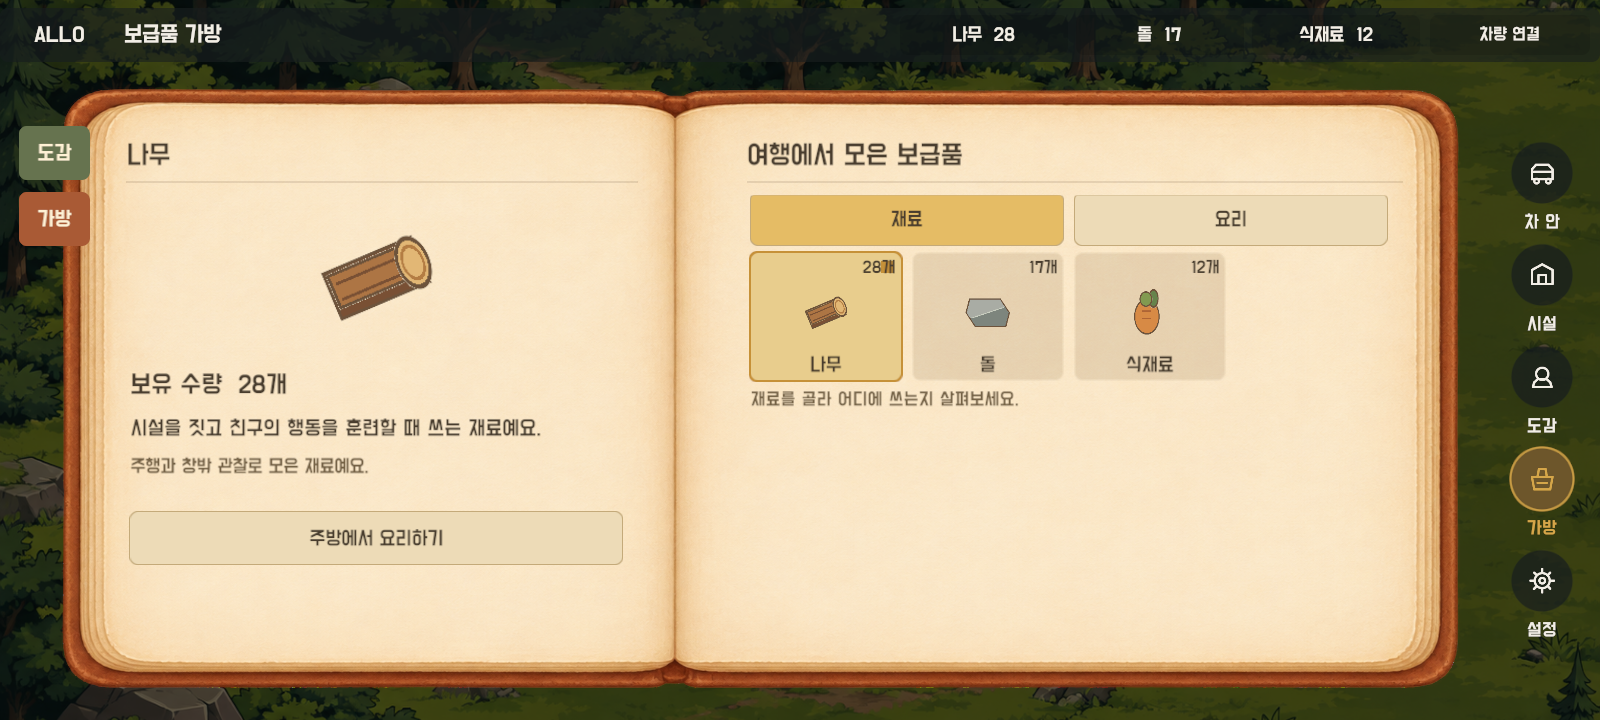 ALLO 보급품 가방 나무 28 돌 17 식재료 12 차량 연결
도감
가방
나무
보유 수량 28개
시설을 짓고 친구의 행동을 훈련할 때 쓰는 재료예요.
주행과 창밖 관찰로 모은 재료예요.
주방에서 요리하기
여행에서 모은 보급품
재료 요리
28개 17개 12개
나무 돌 식재료
재료를 골라 어디에 쓰는지 살펴보세요.
차 안
시설
도감
가방
설정